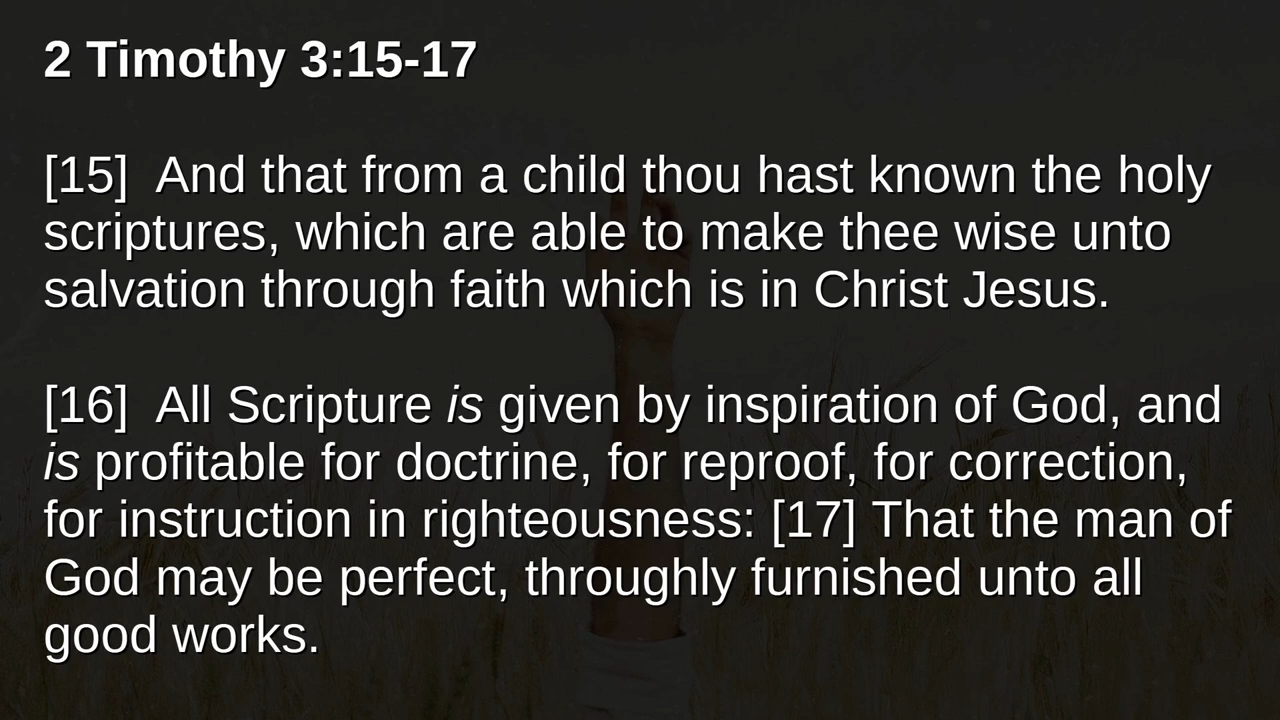 2 Timothy 3:15-17
[15]  And that from a child thou hast known the holy
scriptures, which are able to make thee wise unto
salvation through faith which is in Christ Jesus.
[16]  All Scripture is given by inspiration of God, and
is profitable for doctrine, for reproof, for correction,
for instruction in righteousness: [17] That the man of
God may be perfect, throughly furnished unto all
good works.